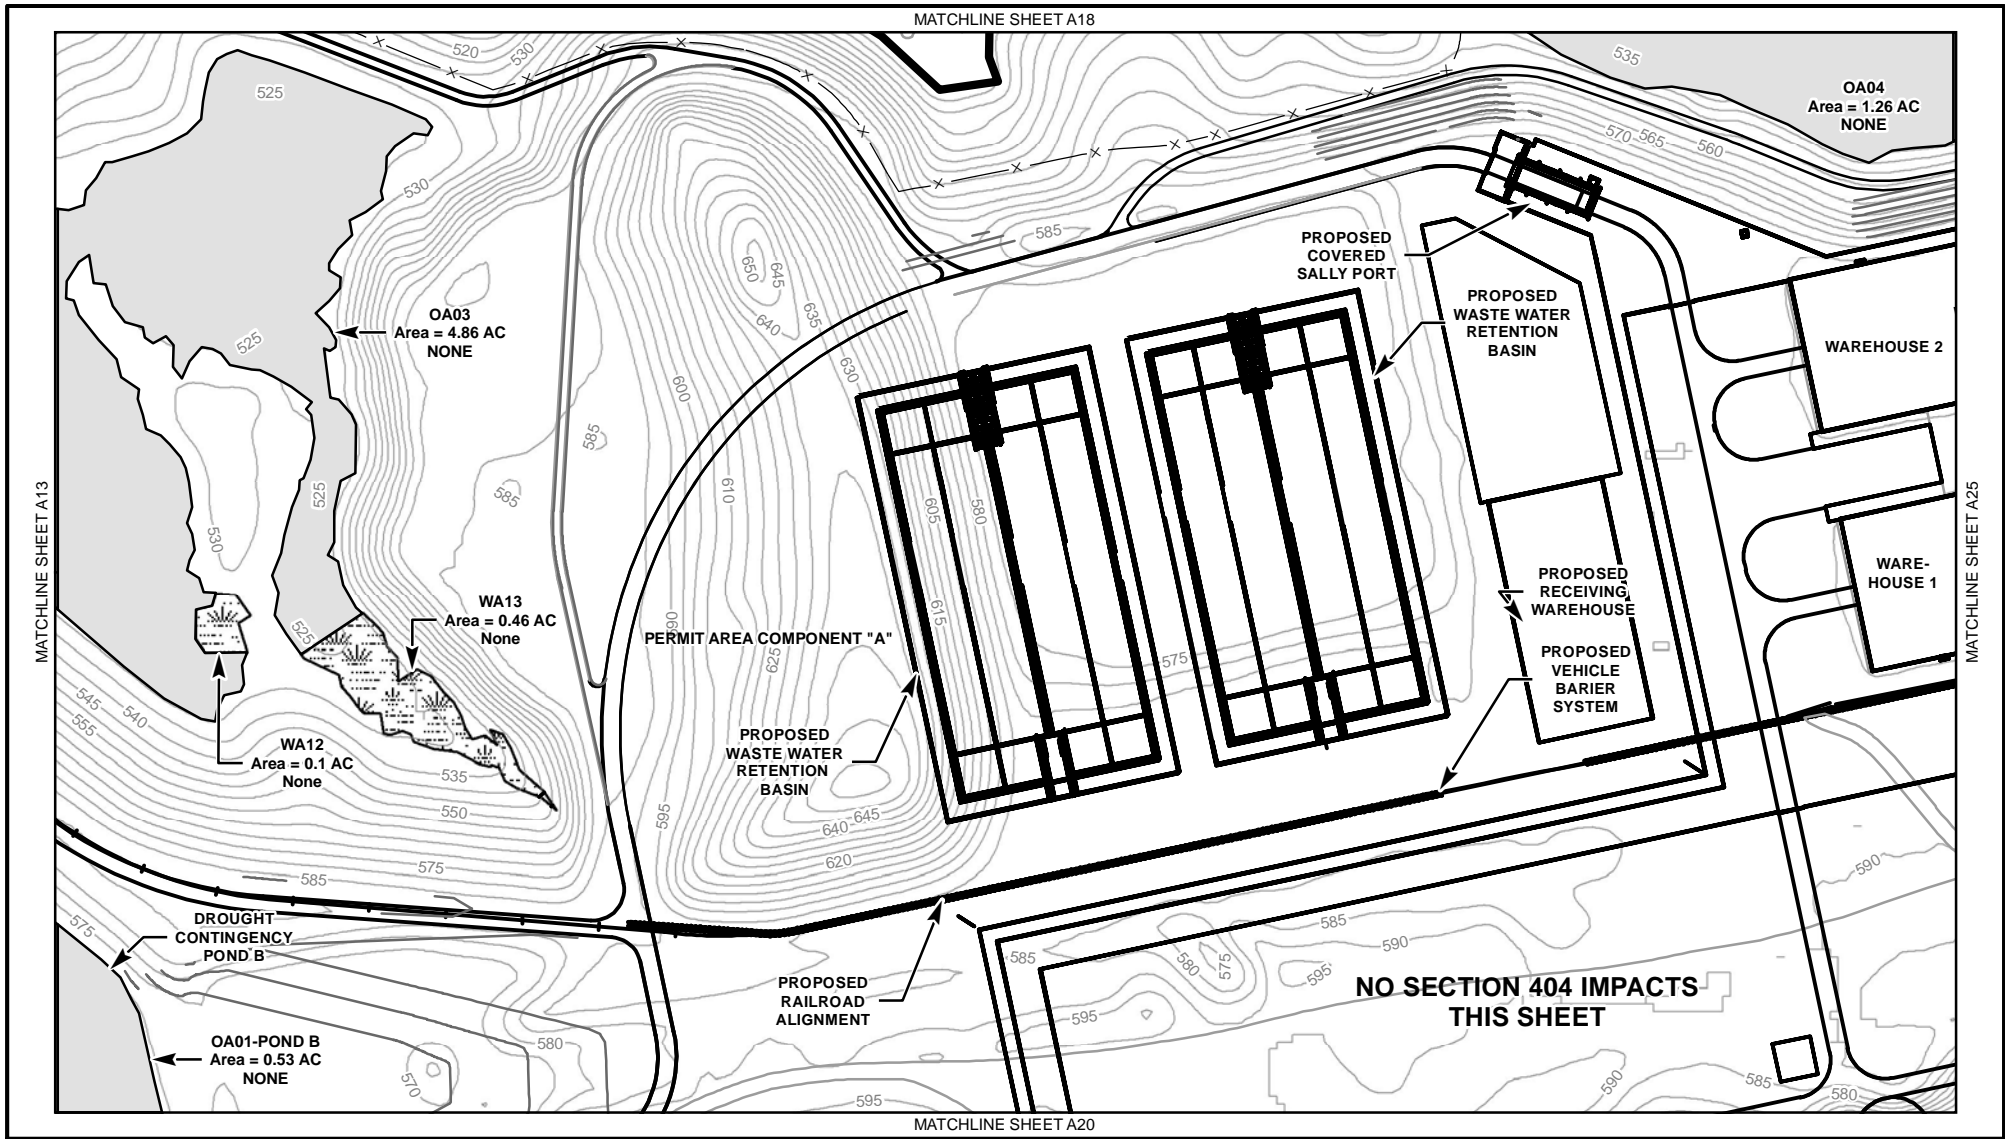 MATCHLINE SHEET A18
520
530
535
525
OA04
Area = 1.26 AC
NONE
570
565
560
530
585
PROPOSED
COVERED
SALLY PORT
650
645
640
635
630
PROPOSED
WASTE WATER
RETENTION
BASIN
OA03
Area = 4.86 AC
NONE
525
WAREHOUSE 2
600
585
585
610
605
580
525
530
MATCHLINE SHEET A13
MATCHLINE SHEET A25
WARE-
HOUSE 1
PROPOSED
RECEIVING
WAREHOUSE
WA13
Area = 0.46 AC
None
525
060
615
PERMIT AREA COMPONENT "A"
625
575
PROPOSED
VEHICLE
BARIER
SYSTEM
545
540
555
WA12
Area = 0.1 AC
None
535
550
PROPOSED
WASTE WATER
RETENTION
BASIN
595
640
645
620
575
585
590
575
DROUGHT
CONTINGENCY
POND B
585
590
585
580
575
595
PROPOSED
RAILROAD
ALIGNMENT
NO SECTION 404 IMPACTS
THIS SHEET
595
OA01-POND B
Area = 0.53 AC
NONE
580
570
595
590
585
580
MATCHLINE SHEET A20